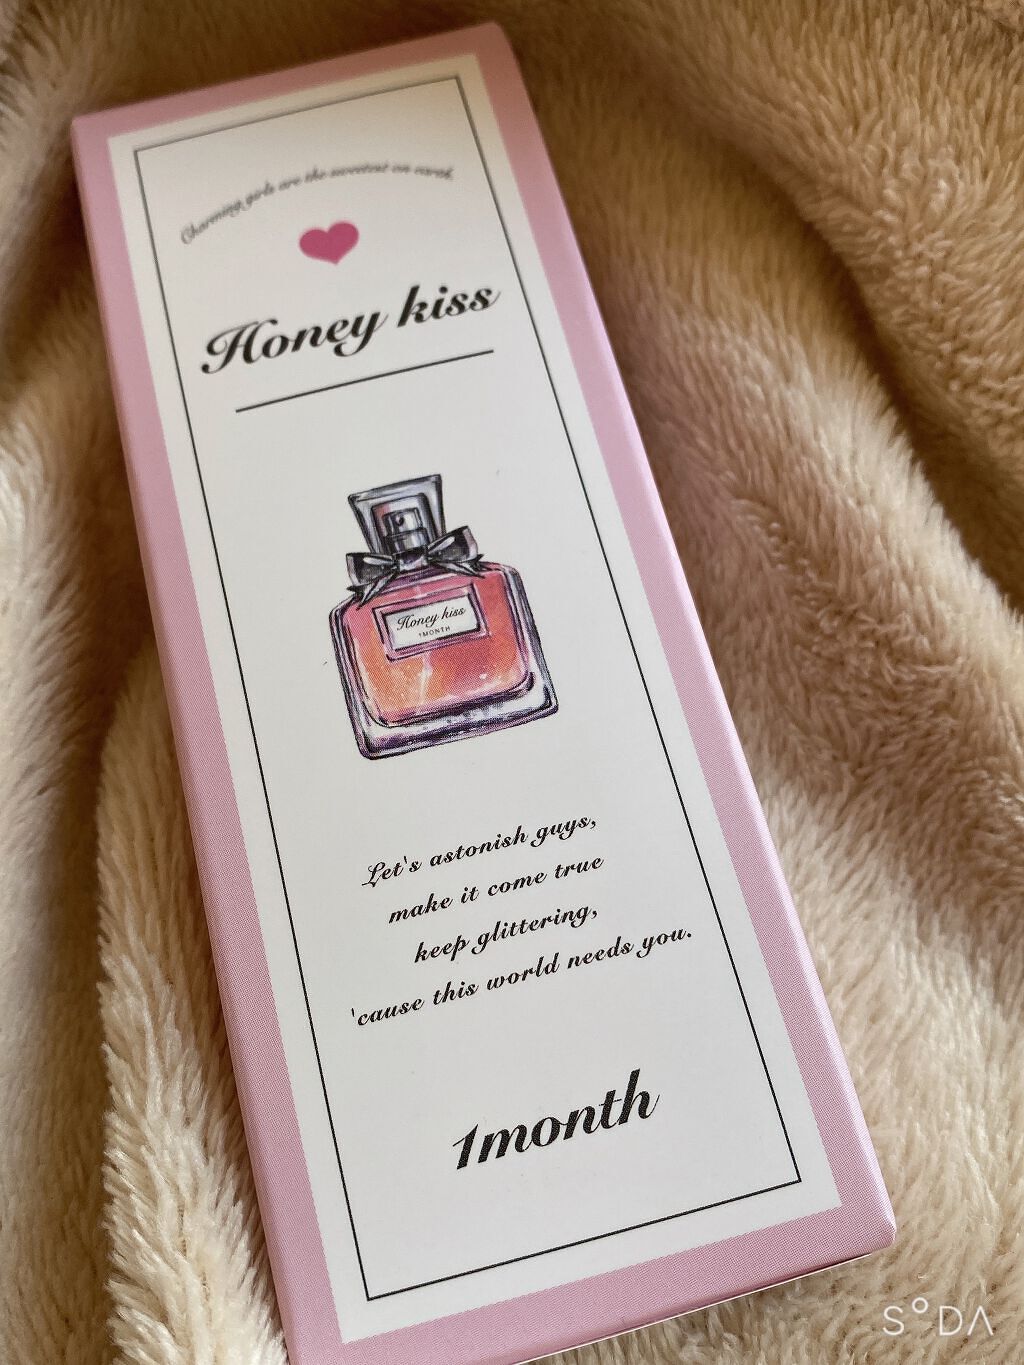 Charming girls are the sweetest on earth.
Honey kiss
Honey kiss
1MONTH
Let's astonish guys,
make it come true
keep glittering,
'cause this world needs you.
1month
SODA